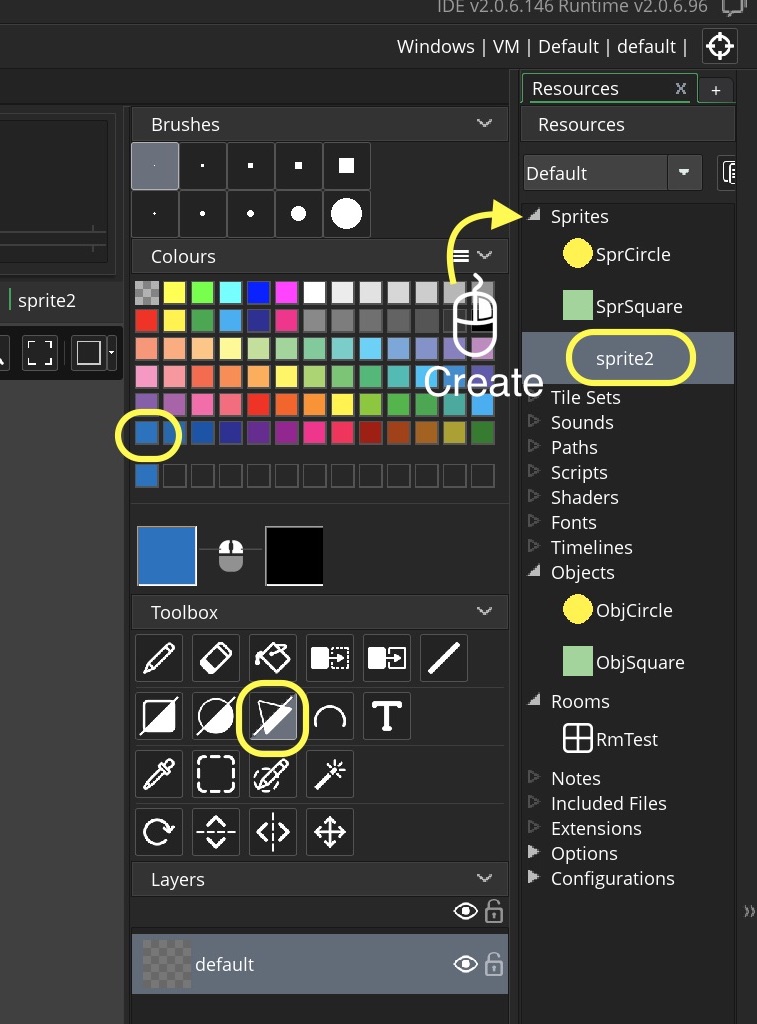 IDE v2.0.6.146 Runtime v2.0.6.96
Windows | VM | Default | default |
Resources X +
Brushes
Resources
Default
Sprites
Colours
SprCircle
sprite2
SprSquare
sprite2
Create
Tile Sets
Sounds
Paths
Scripts
Shaders
Fonts
Timelines
Objects
Toolbox
ObjCircle
ObjSquare
Rooms
T
RmTest
Notes
Included Files
Extensions
Options
Layers
Configurations
default